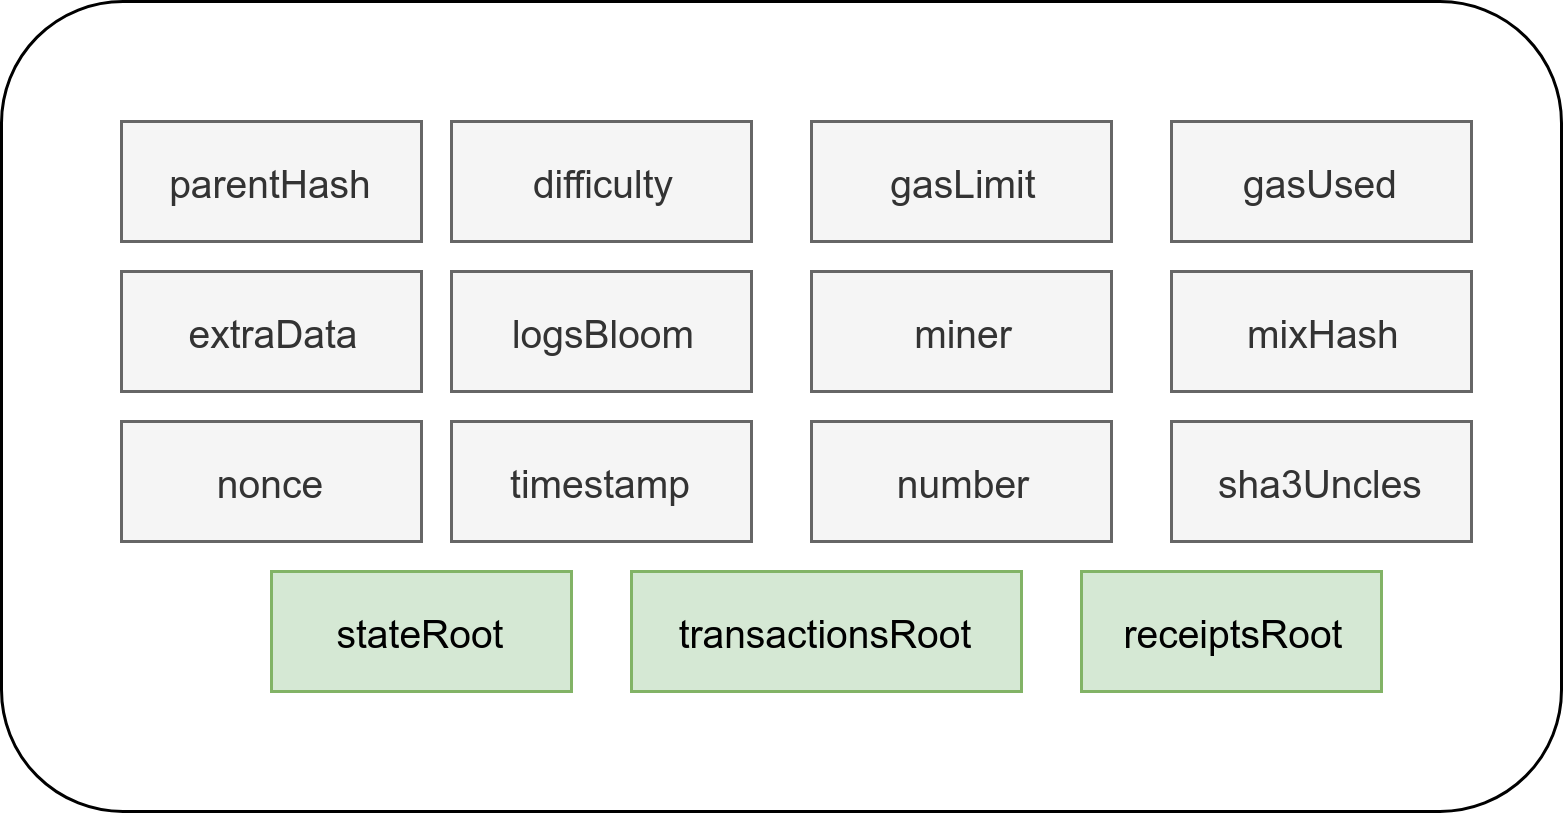 parentHash
difficulty
gasLimit
gasUsed
extraData
logsBloom
miner
mixHash
nonce
timestamp
number
sha3Uncles
stateRoot
transactionsRoot
receiptsRoot